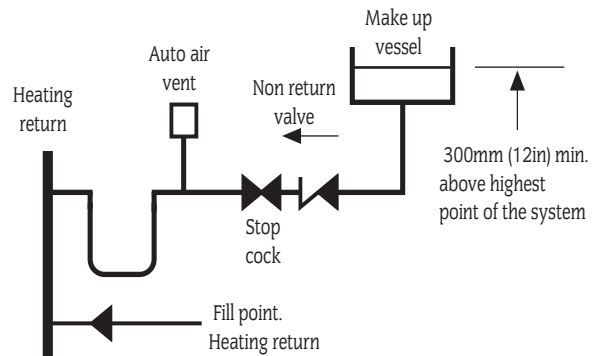 Make up
vessel
Auto air
vent
Non return
valve
Heating
return
300mm (12in) min.
above highest
point of the system
Stop
cock
Fill point.
Heating return